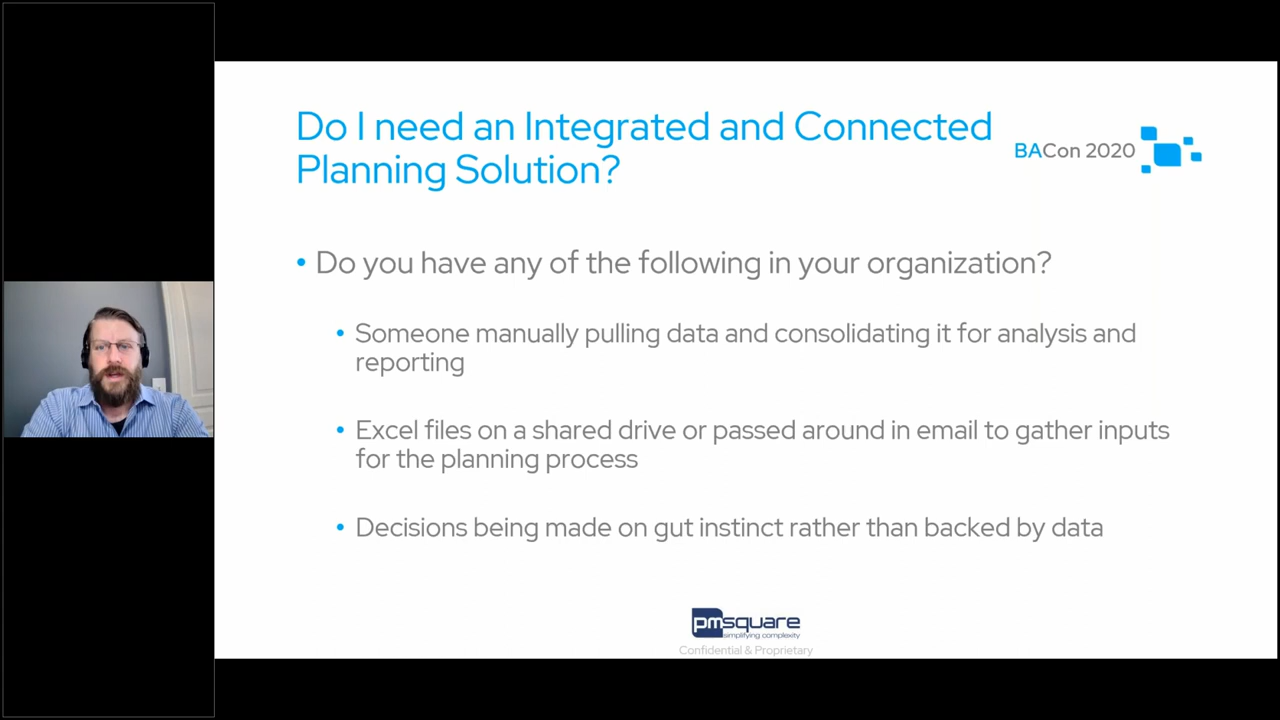 Do I need an Integrated and Connected
Planning Solution?
BACon 2020
• Do you have any of the following in your organization?
• Someone manually pulling data and consolidating it for analysis and
reporting
• Excel files on a shared drive or passed around in email to gather inputs
for the planning process
• Decisions being made on gut instinct rather than backed by data
pmsquare
simplifying complexity
Confidential & Proprietary